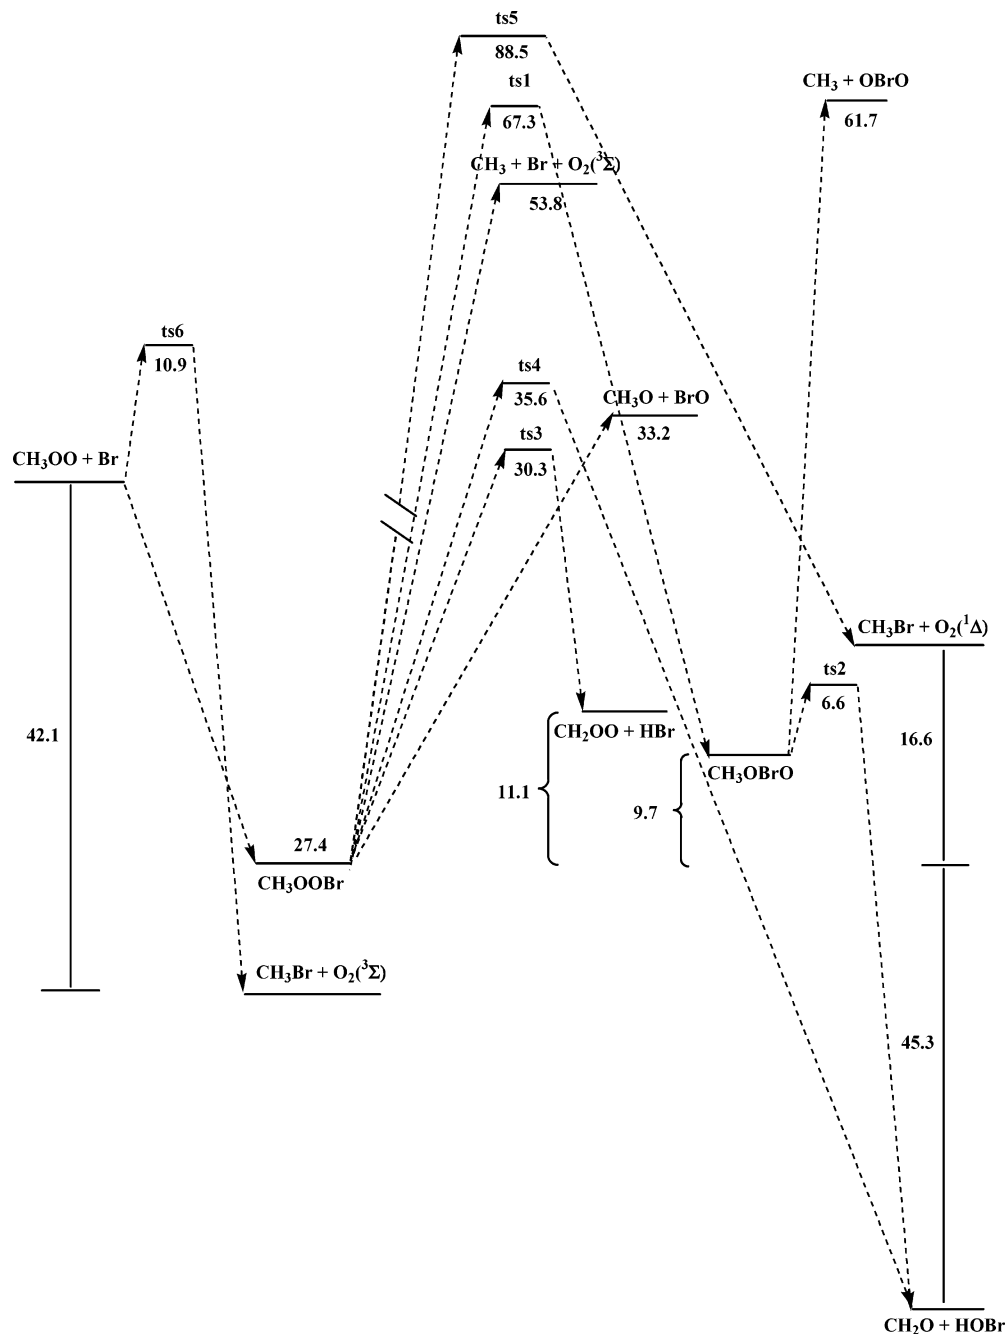 ts5
88.5
ts1
67.3
CH₃ + OBrO
61.7
CH₃ + Br + O₂(³Σ)
53.8
ts6
10.9
ts4
35.6
CH₃O + BrO
33.2
ts3
30.3
CH₃OO + Br
CH₃Br + O₂(¹Δ)
ts2
6.6
42.1
CH₂OO + HBr
16.6
CH₃OBrO
11.1
9.7
27.4
CH₃OOBr
CH₃Br + O₂(³Σ)
45.3
CH₂O + HOBr